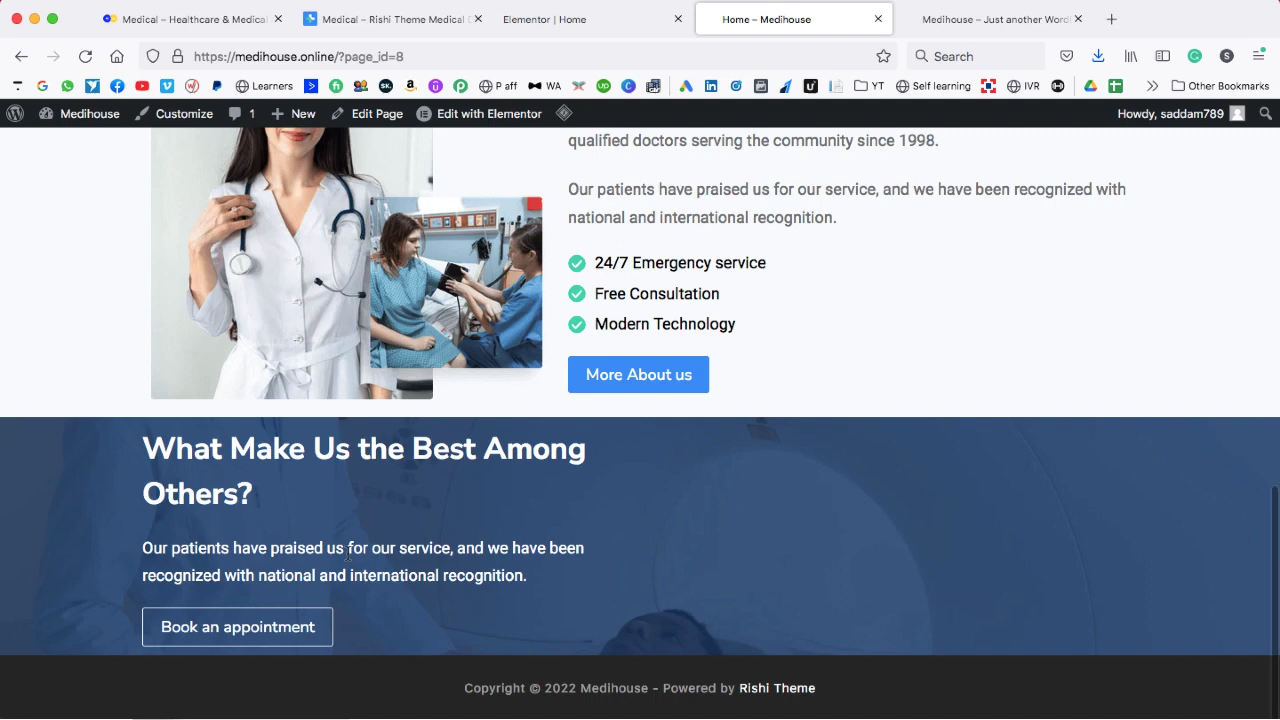 Medical – Healthcare & Medical
Medical – Rishi Theme Medical
Elementor | Home
Home – Medihouse
Medihouse – Just another Word
https://medihouse.online/?page_id=8
Search
Learners
P aff
WA
YT
Self learning
IVR
Other Bookmarks
Medihouse
Customize
1
New
Edit Page
Edit with Elementor
Howdy, saddam789
qualified doctors serving the community since 1998.
Our patients have praised us for our service, and we have been recognized with
national and international recognition.
24/7 Emergency service
Free Consultation
Modern Technology
More About us
What Make Us the Best Among
Others?
Our patients have praised us for our service, and we have been
recognized with national and international recognition.
Book an appointment
Copyright © 2022 Medihouse – Powered by Rishi Theme